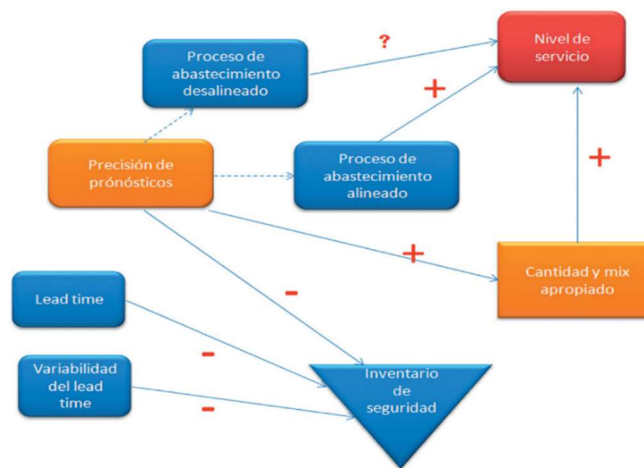 Proceso de
abastecimiento
desalineado
?
Nivel de
servicio
+
Precisión de
prónósticos
Proceso de
abastecimiento
alineado
+
+
Cantidad y mix
apropiado
-
Lead time
-
Variabilidad
del lead
time
-
Inventario
de
seguridad